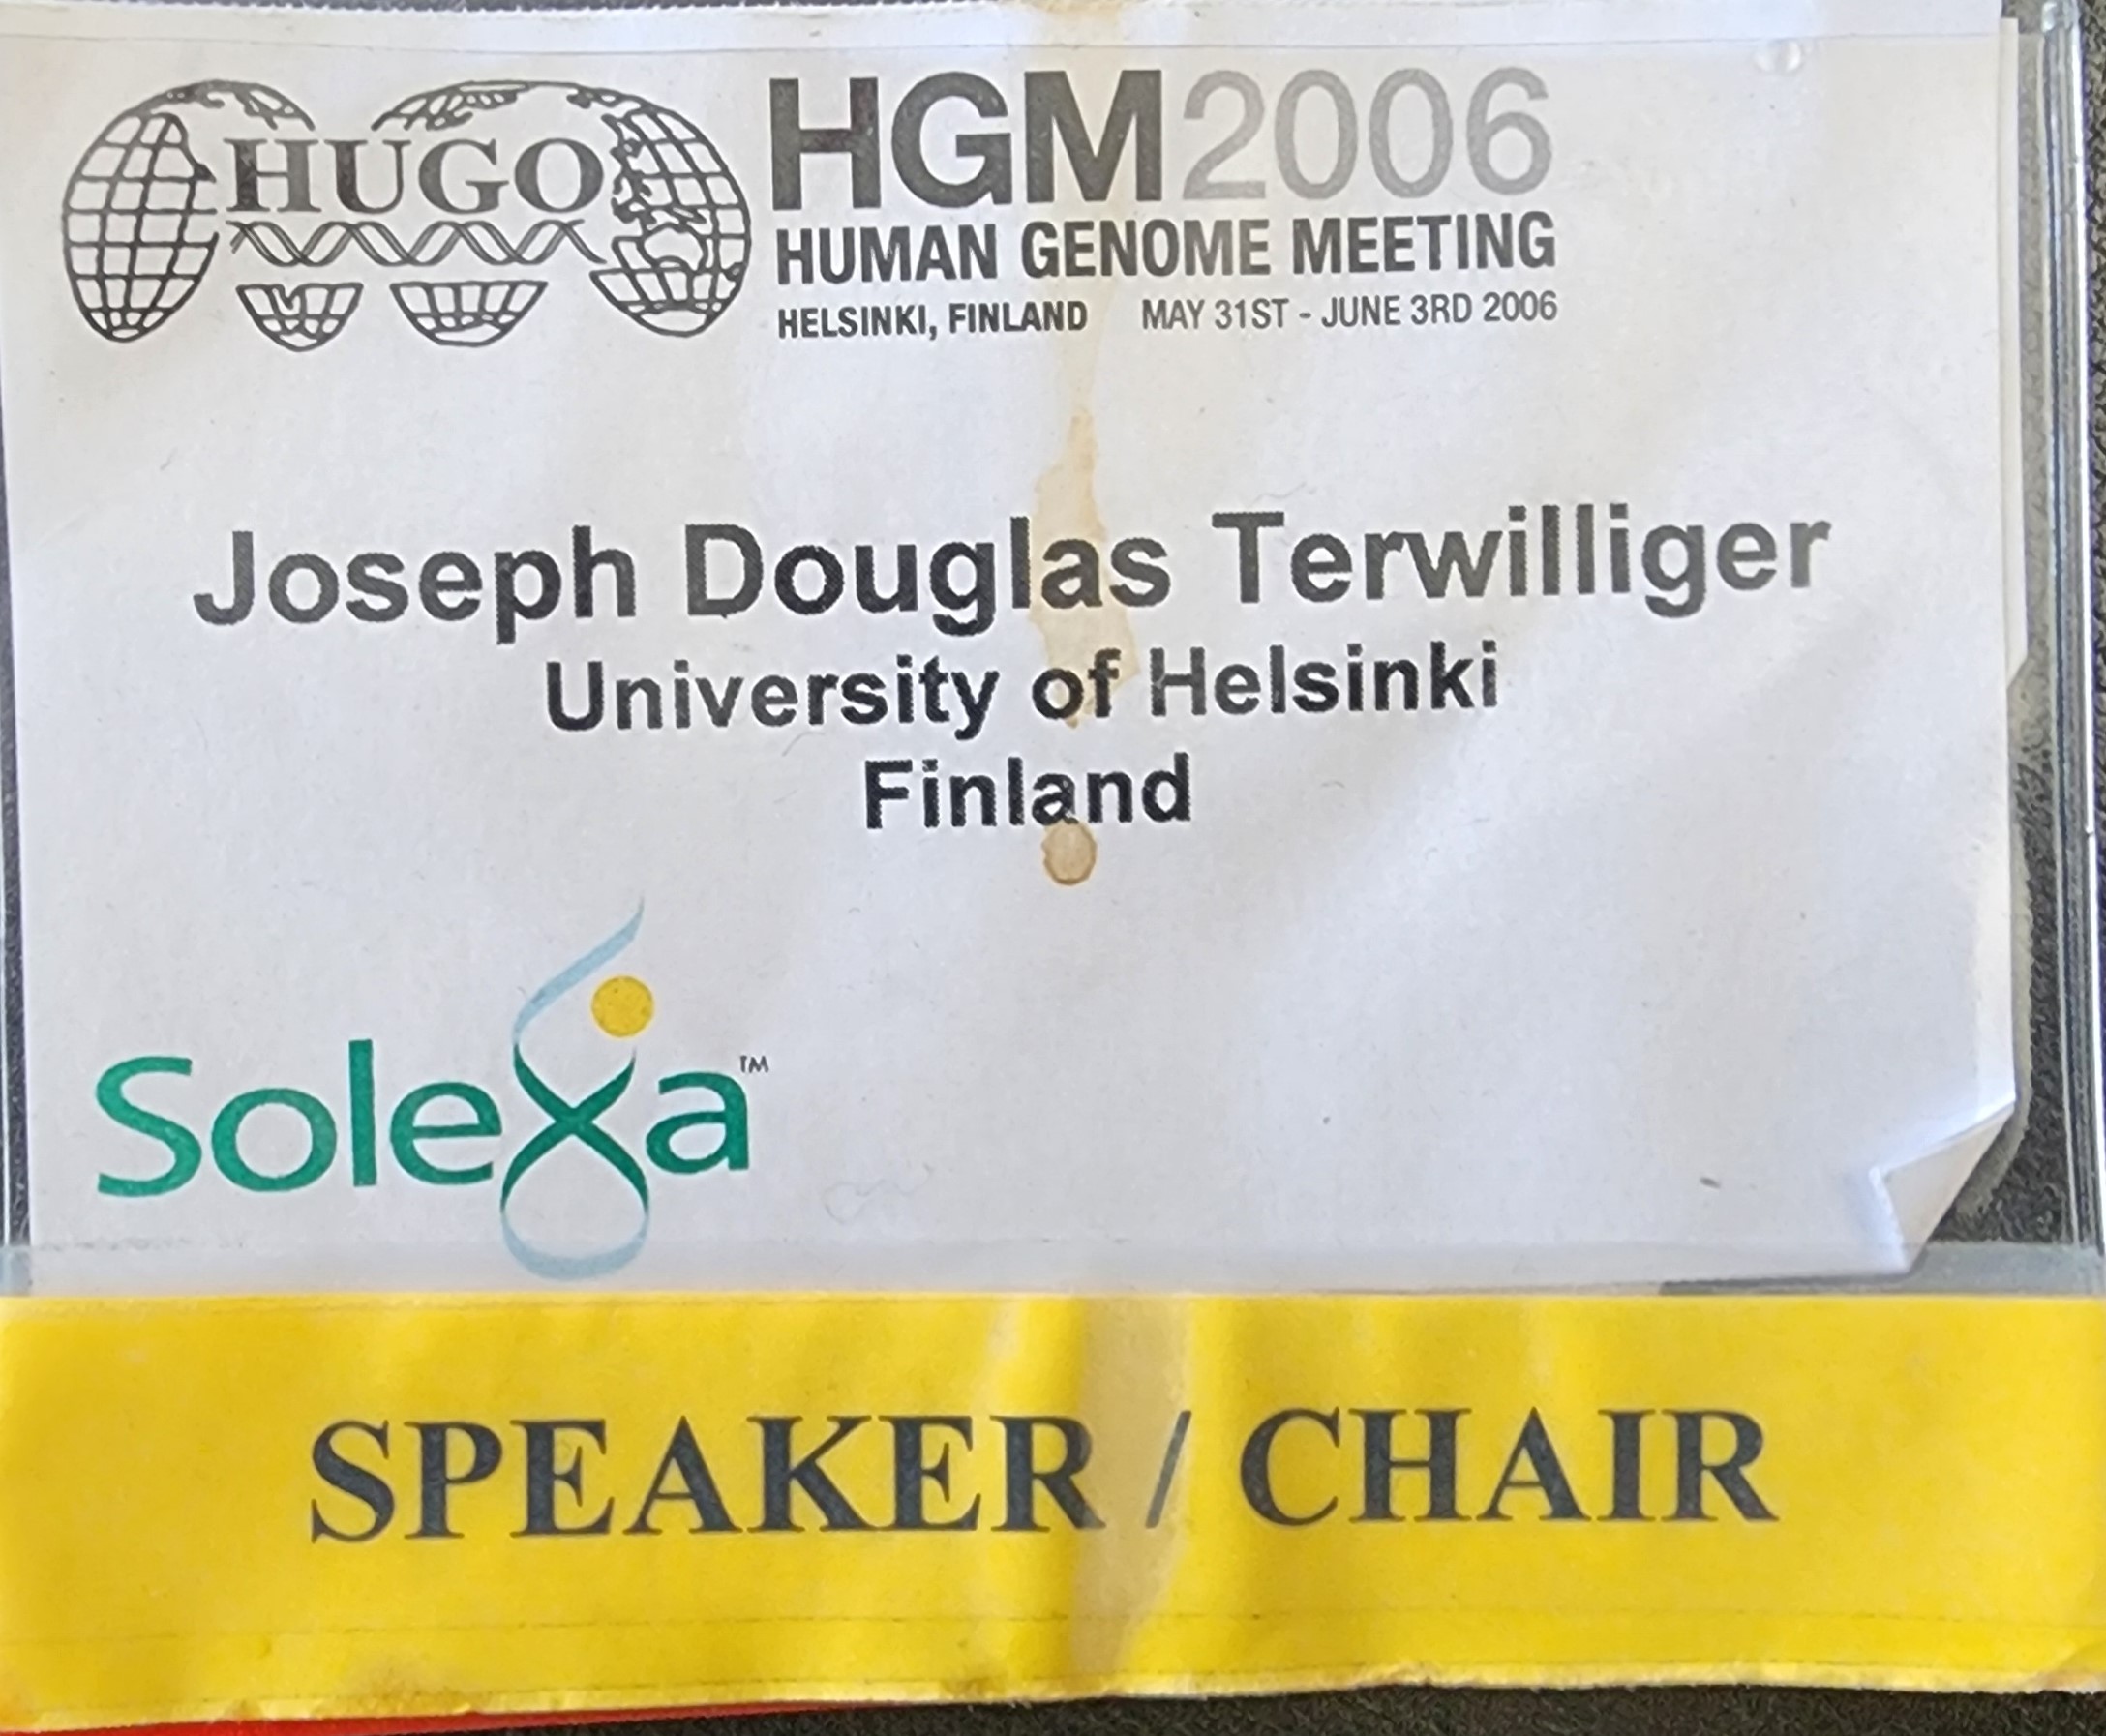 HUGO
HGM2006
HUMAN GENOME MEETING
HELSINKI, FINLAND MAY 31ST - JUNE 3RD 2006
Joseph Douglas Terwilliger
University of Helsinki
Finland
Solexa™
SPEAKER / CHAIR